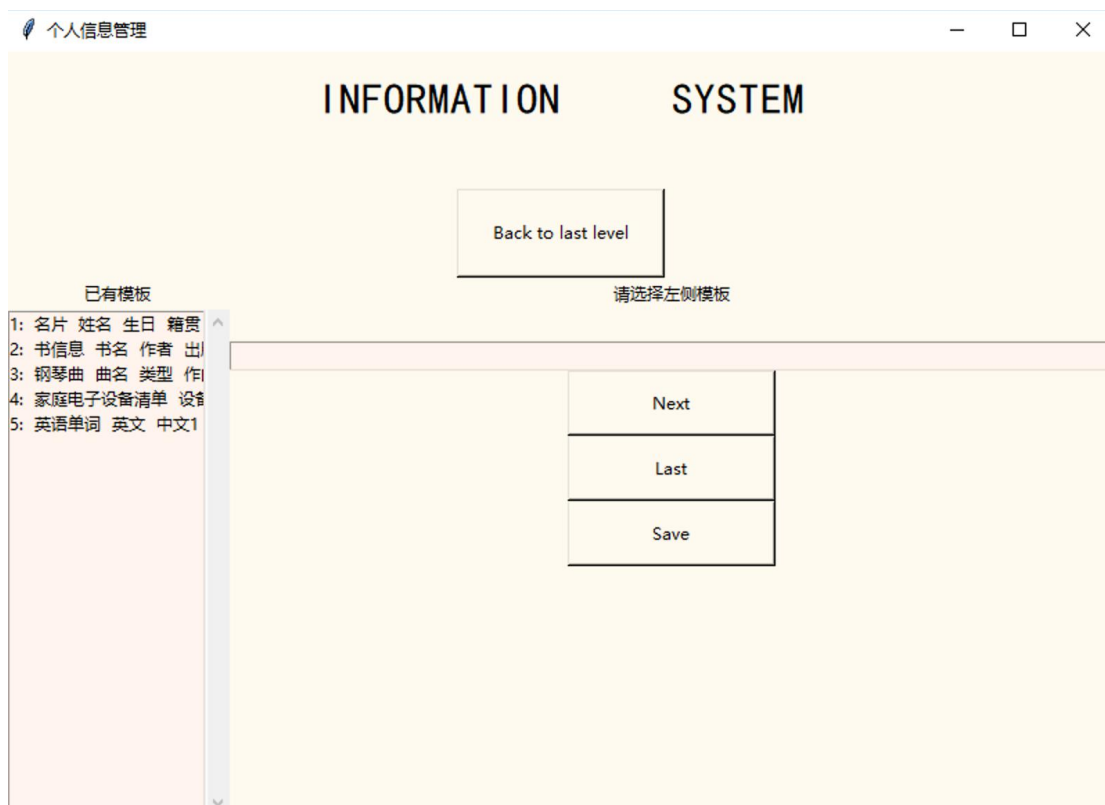 个人信息管理
INFORMATION SYSTEM
Back to last level
已有模板
请选择左侧模板
1: 名片 姓名 生日 籍贯
2: 书信息 书名 作者
3: 钢琴曲 曲名 类型
4: 家庭电子设备清单
5: 英语单词 英文 中文1
Next
Last
Save